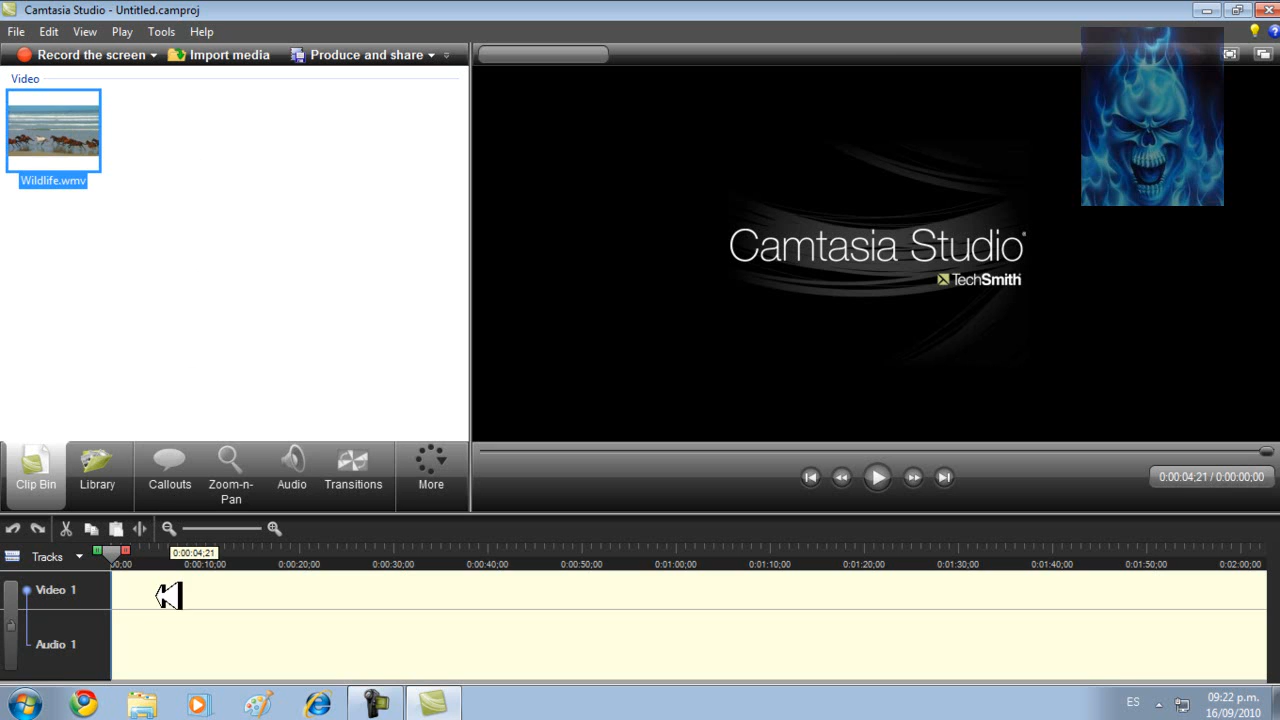 Camtasia Studio - Untitled.camproj
File Edit View Play Tools Help
Record the screen Import media Produce and share
Video
Wildlife.wmv
Camtasia Studio®
TechSmith
Clip Bin Library Callouts Zoom-n-Pan Audio Transitions More
0:00:04;21 / 0:00:00;00
Tracks
0:00:04;21
00;00 0:00:10;00 0:00:20;00 0:00:30;00 0:00:40;00 0:00:50;00 0:01:00;00 0:01:10;00 0:01:20;00 0:01:30;00 0:01:40;00 0:01:50;00 0:02:00;00
Video 1
Audio 1
ES
09:22 p.m.
16/09/2010